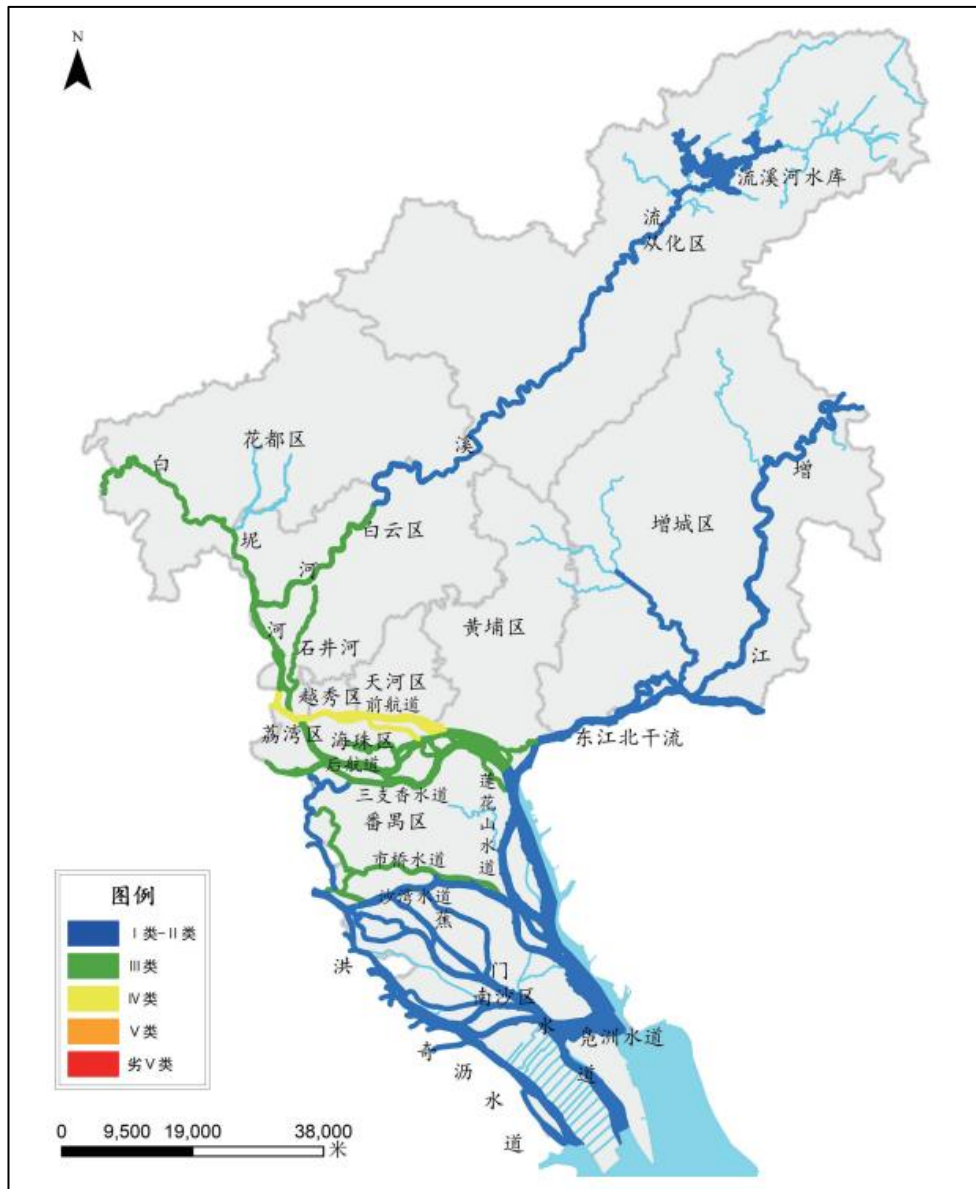 N
流溪河水库
流
从化区
溪
花都区
白
增
坭
白云区
增城区
河
河
石井河
黄埔区
江
天河区
越秀区
前航道
荔湾区
海珠区
东江北干流
后航道
莲花山水道
三支香水道
番禺区
市桥水道
沙湾水道
蕉
洪
门
南沙区
水
凫洲水道
奇
道
沥
水
道
图例
Ⅰ类-Ⅱ类
Ⅲ类
Ⅳ类
Ⅴ类
劣Ⅴ类
0 9,500 19,000 38,000
米